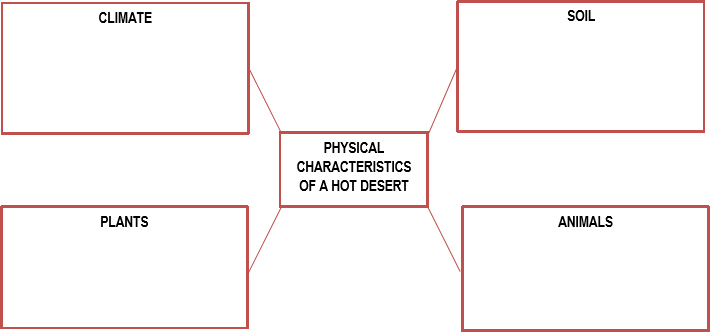 CLIMATE
SOIL
PHYSICAL
CHARACTERISTICS
OF A HOT DESERT
PLANTS
ANIMALS